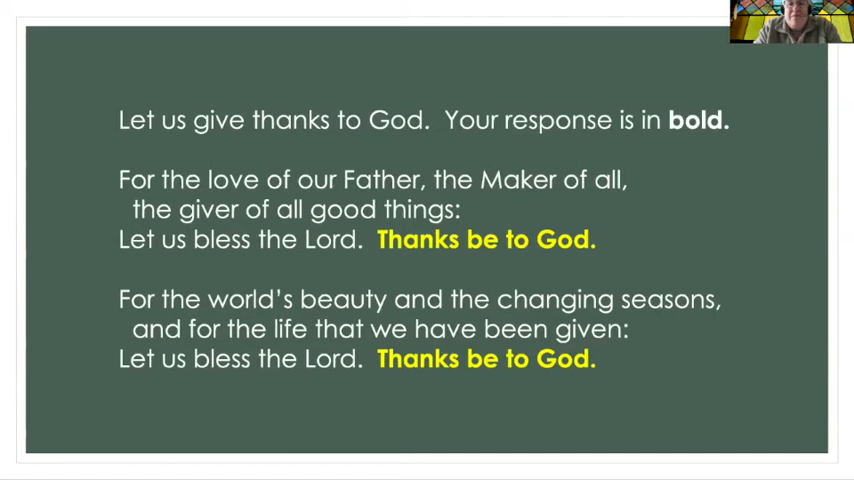 Let us give thanks to God.  Your response is in bold.
For the love of our Father, the Maker of all,
the giver of all good things:
Let us bless the Lord.  Thanks be to God.
For the world's beauty and the changing seasons,
and for the life that we have been given:
Let us bless the Lord.  Thanks be to God.